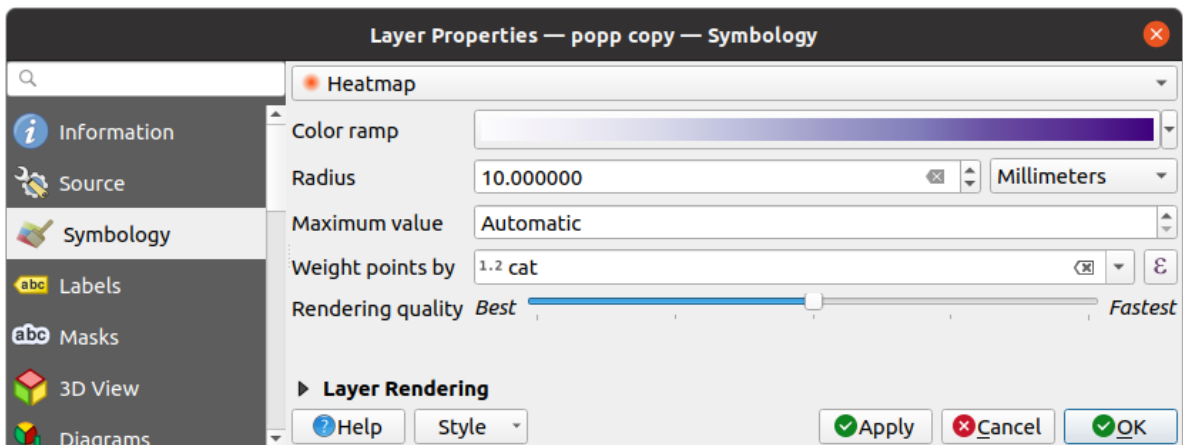 Layer Properties — popp copy — Symbology
Heatmap
Information
Source
Symbology
abc Labels
abc Masks
3D View
Diagrams
Color ramp
Radius 10.000000 Millimeters
Maximum value Automatic
Weight points by 1.2 cat ε
Rendering quality Best Fastest
Layer Rendering
Help Style Apply Cancel OK